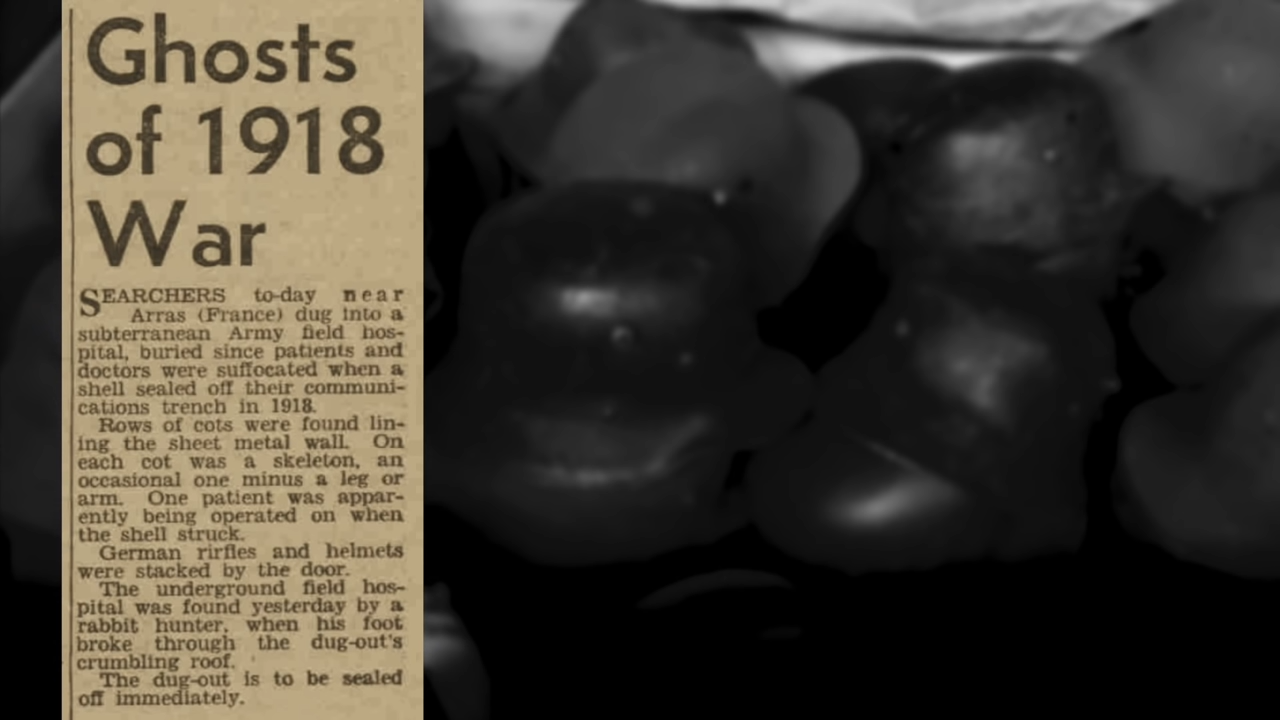 Ghosts
of 1918
War
SEARCHERS to-day near
Arras (France) dug into a
subterranean Army field hos-
pital, buried since patients and
doctors were suffocated when a
shell sealed off their communi-
cations trench in 1918.
Rows of cots were found lin-
ing the sheet metal wall. On
each cot was a skeleton, an
occasional one minus a leg or
arm. One patient was appar-
ently being operated on when
the shell struck.
German rirfles and helmets
were stacked by the door.
The underground field hos-
pital was found yesterday by a
rabbit hunter, when his foot
broke through the dug-out's
crumbling roof.
The dug-out is to be sealed
off immediately.